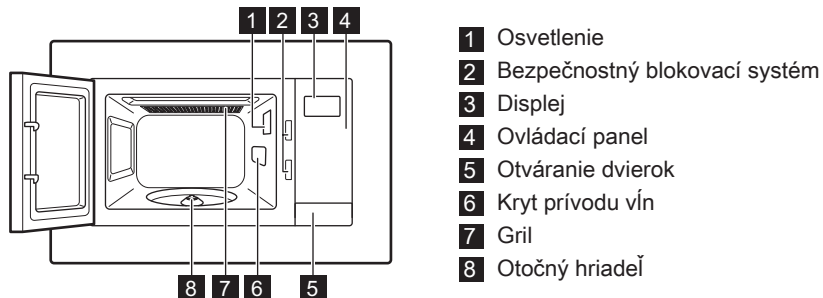 1 2 3 4
8 7 6 5
1 Osvetlenie
2 Bezpečnostný blokovací systém
3 Displej
4 Ovládací panel
5 Otváranie dvierok
6 Kryt prívodu vĺn
7 Gril
8 Otočný hriadeľ